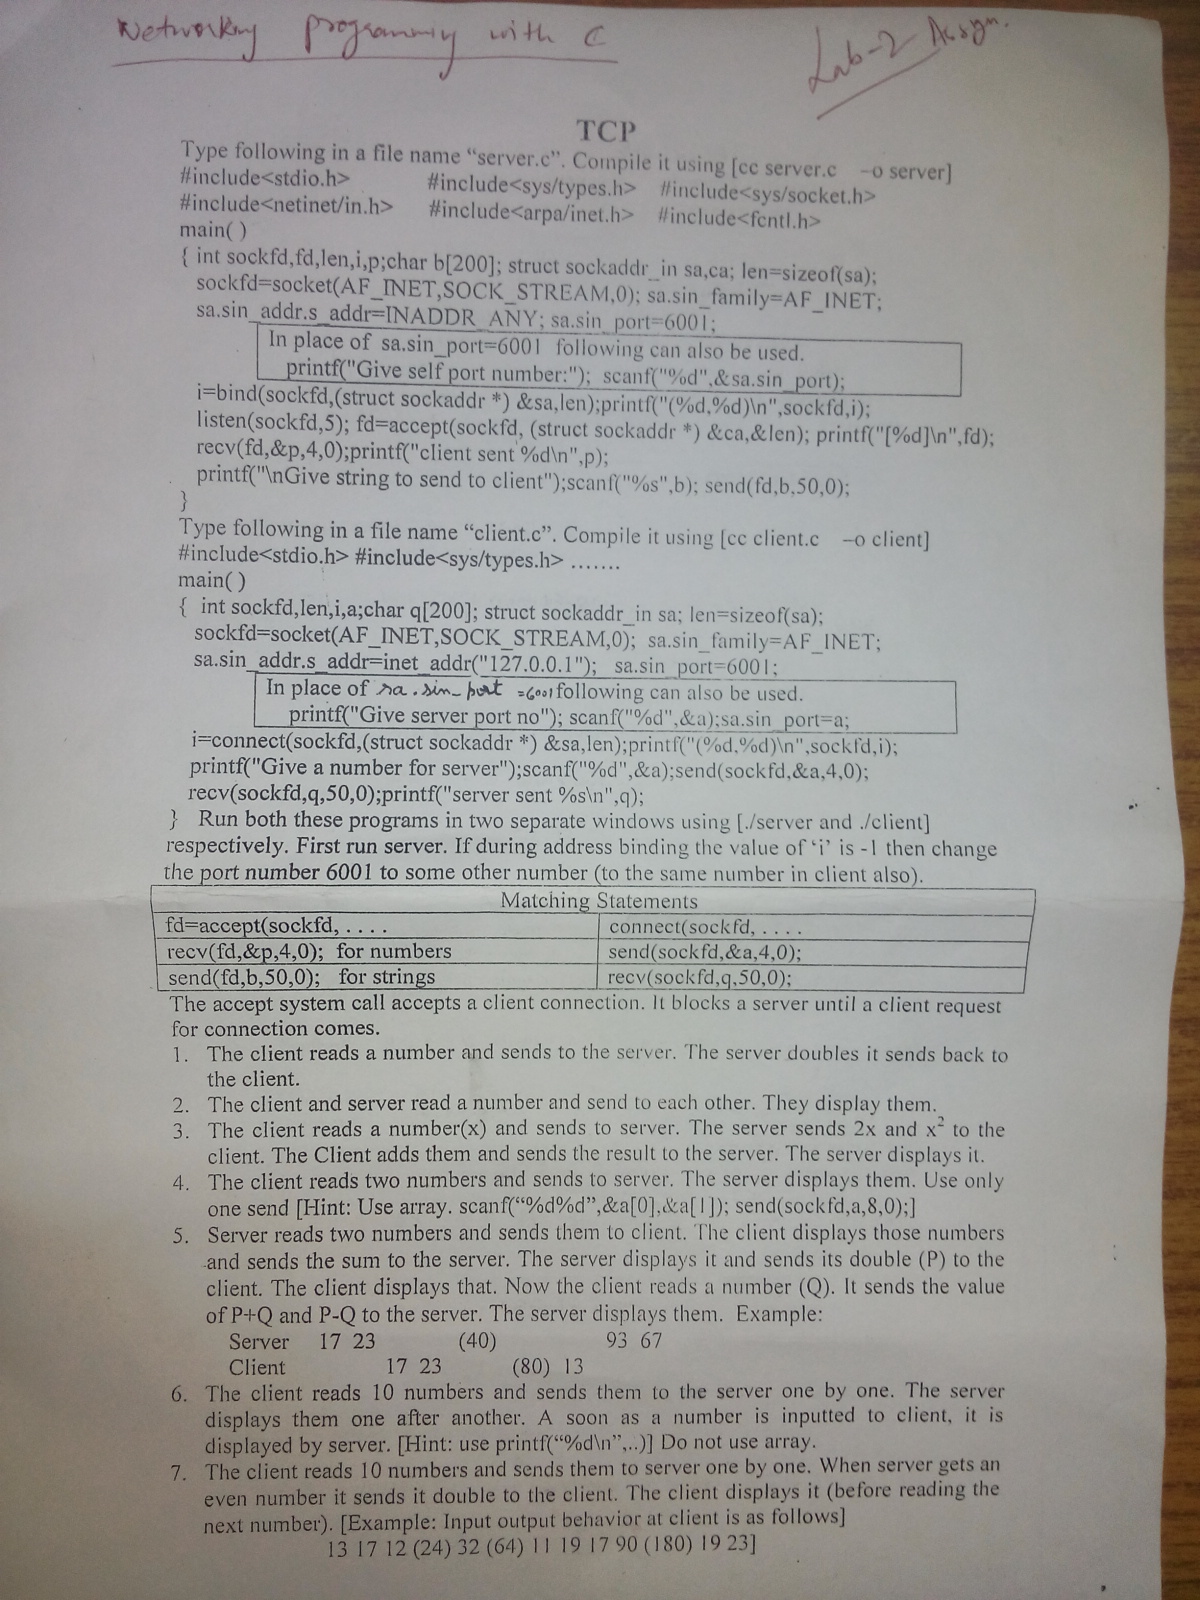 Networking programming with C
Lab-2 Assgn.
TCP
Type following in a file name “server.c”. Compile it using [cc server.c –o server]
#include<stdio.h> #include<sys/types.h> #include<sys/socket.h>
#include<netinet/in.h> #include<arpa/inet.h> #include<fcntl.h>
main( )
{ int sockfd,fd,len,i,p;char b[200]; struct sockaddr_in sa,ca; len=sizeof(sa);
sockfd=socket(AF_INET,SOCK_STREAM,0); sa.sin_family=AF_INET;
sa.sin_addr.s_addr=INADDR_ANY; sa.sin_port=6001;
In place of sa.sin_port=6001 following can also be used.
printf("Give self port number:"); scanf("%d",&sa.sin_port);
i=bind(sockfd,(struct sockaddr *) &sa,len);printf("(%d,%d)\n",sockfd,i);
listen(sockfd,5); fd=accept(sockfd, (struct sockaddr *) &ca,&len); printf("[%d]\n",fd);
recv(fd,&p,4,0);printf("client sent %d\n",p);
printf("\nGive string to send to client");scanf("%s",b); send(fd,b,50,0);
}
Type following in a file name “client.c”. Compile it using [cc client.c –o client]
#include<stdio.h> #include<sys/types.h> …….
main( )
{ int sockfd,len,i,a;char q[200]; struct sockaddr_in sa; len=sizeof(sa);
sockfd=socket(AF_INET,SOCK_STREAM,0); sa.sin_family=AF_INET;
sa.sin_addr.s_addr=inet_addr("127.0.0.1"); sa.sin_port=6001;
In place of sa.sin_port =6001 following can also be used.
printf("Give server port no"); scanf("%d",&a);sa.sin_port=a;
i=connect(sockfd,(struct sockaddr *) &sa,len);printf("(%d,%d)\n",sockfd,i);
printf("Give a number for server");scanf("%d",&a);send(sockfd,&a,4,0);
recv(sockfd,q,50,0);printf("server sent %s\n",q);
} Run both these programs in two separate windows using [./server and ./client]
respectively. First run server. If during address binding the value of ‘i’ is -1 then change
the port number 6001 to some other number (to the same number in client also).
Matching Statements
fd=accept(sockfd, . . . . connect(sockfd, . . . .
recv(fd,&p,4,0); for numbers send(sockfd,&a,4,0);
send(fd,b,50,0); for strings recv(sockfd,q,50,0);
The accept system call accepts a client connection. It blocks a server until a client request
for connection comes.
1. The client reads a number and sends to the server. The server doubles it sends back to
the client.
2. The client and server read a number and send to each other. They display them.
3. The client reads a number(x) and sends to server. The server sends 2x and x² to the
client. The Client adds them and sends the result to the server. The server displays it.
4. The client reads two numbers and sends to server. The server displays them. Use only
one send [Hint: Use array. scanf(“%d%d”,&a[0],&a[1]); send(sockfd,a,8,0);]
5. Server reads two numbers and sends them to client. The client displays those numbers
and sends the sum to the server. The server displays it and sends its double (P) to the
client. The client displays that. Now the client reads a number (Q). It sends the value
of P+Q and P-Q to the server. The server displays them. Example:
Server 17 23 (40) 93 67
Client 17 23 (80) 13
6. The client reads 10 numbers and sends them to the server one by one. The server
displays them one after another. A soon as a number is inputted to client, it is
displayed by server. [Hint: use printf(“%d\n”,..)] Do not use array.
7. The client reads 10 numbers and sends them to server one by one. When server gets an
even number it sends it double to the client. The client displays it (before reading the
next number). [Example: Input output behavior at client is as follows]
13 17 12 (24) 32 (64) 11 19 17 90 (180) 19 23]